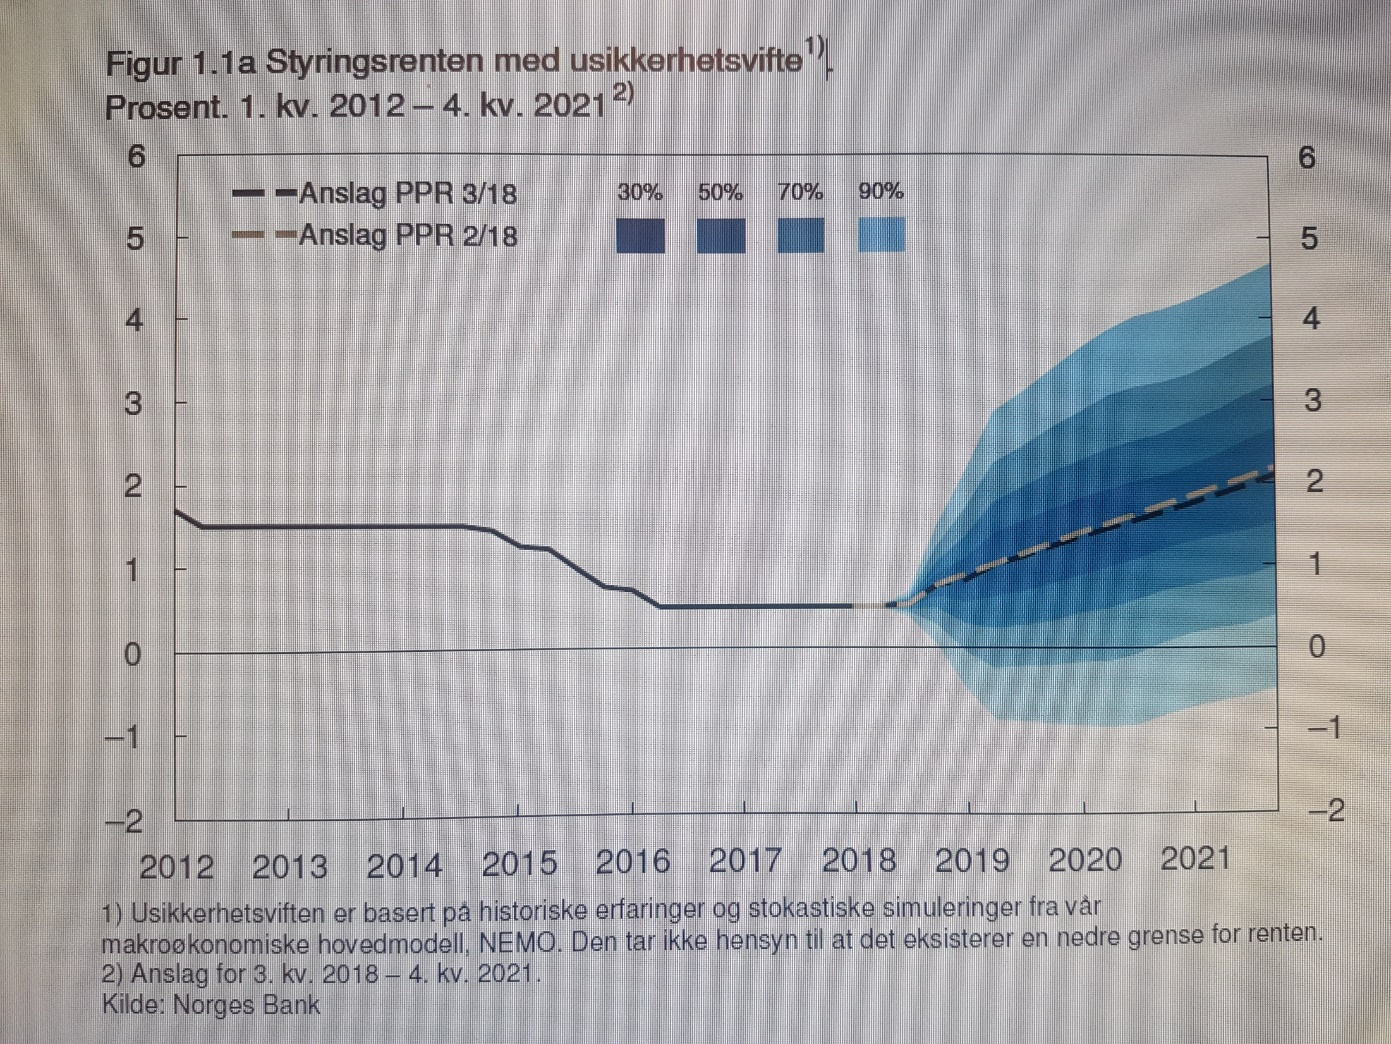 Figur 1.1a Styringsrenten med usikkerhetsvifte1).
Prosent. 1. kv. 2012 – 4. kv. 2021 2)
6 6
Anslag PPR 3/18 30% 50% 70% 90%
Anslag PPR 2/18
5 5
4 4
3 3
2 2
1 1
0 0
−1 −1
−2 −2
2012 2013 2014 2015 2016 2017 2018 2019 2020 2021
1) Usikkerhetsviften er basert på historiske erfaringer og stokastiske simuleringer fra vår
makroøkonomiske hovedmodell, NEMO. Den tar ikke hensyn til at det eksisterer en nedre grense for renten.
2) Anslag for 3. kv. 2018 – 4. kv. 2021.
Kilde: Norges Bank